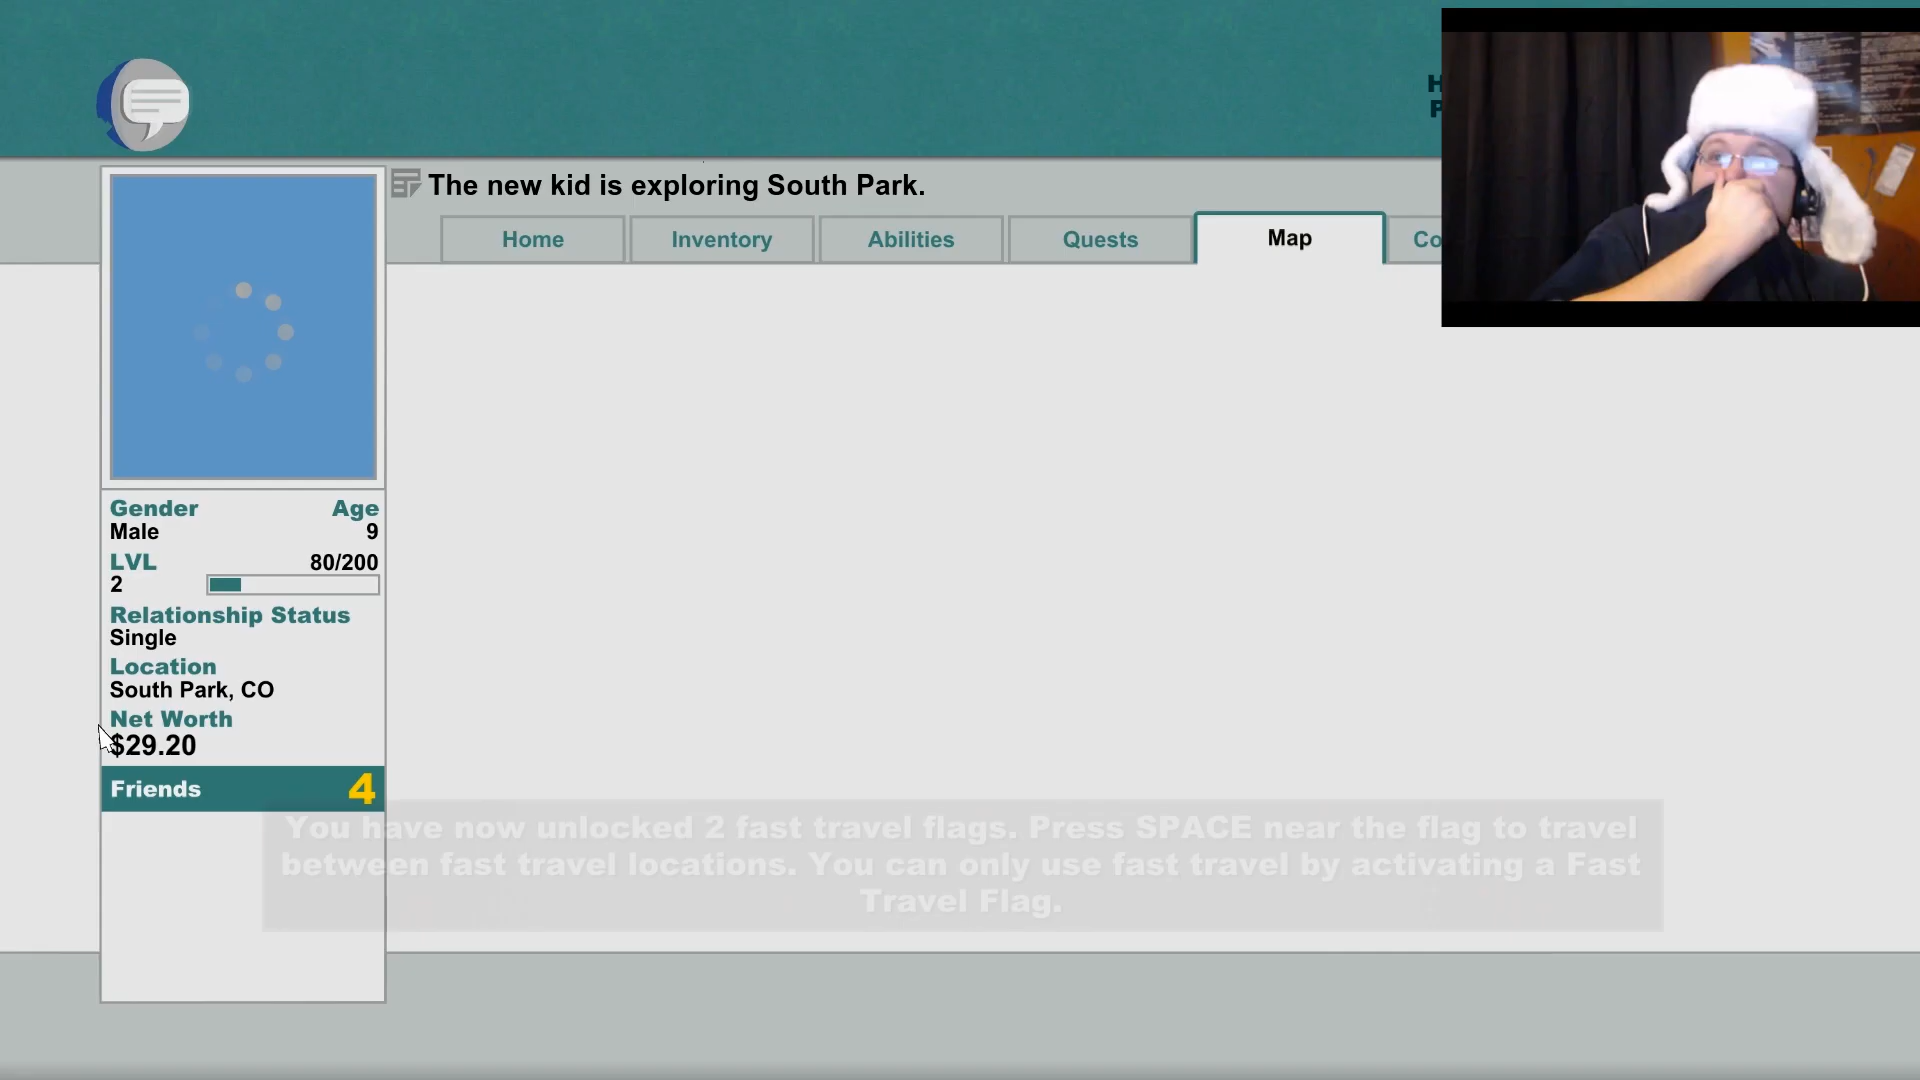 The new kid is exploring South Park.
Home
Inventory
Abilities
Quests
Map
Co
Gender
Age
Male
9
LVL
80/200
2
Relationship Status
Single
Location
South Park, CO
Net Worth
$29.20
Friends
4
You have now unlocked 2 fast travel flags. Press SPACE near the flag to travel
between fast travel locations. You can only use fast travel by activating a Fast
Travel Flag.